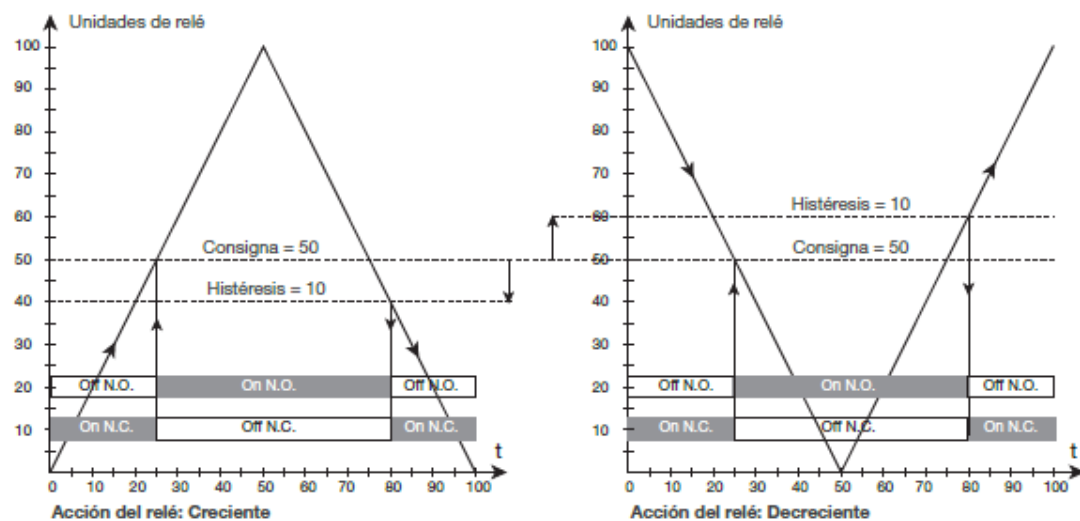 Unidades de relé
100
90
80
70
60
50
40
30
20
10
Consigna = 50
Histéresis = 10
Off N.O.
On N.O.
Off N.O.
On N.C.
Off N.C.
On N.C.
t
0 10 20 30 40 50 60 70 80 90 100
Acción del relé: Creciente
Unidades de relé
100
90
80
70
60
50
40
30
20
10
Histéresis = 10
Consigna = 50
Off N.O.
On N.O.
Off N.O.
On N.C.
Off N.C.
On N.C.
t
0 10 20 30 40 50 60 70 80 90 100
Acción del relé: Decreciente